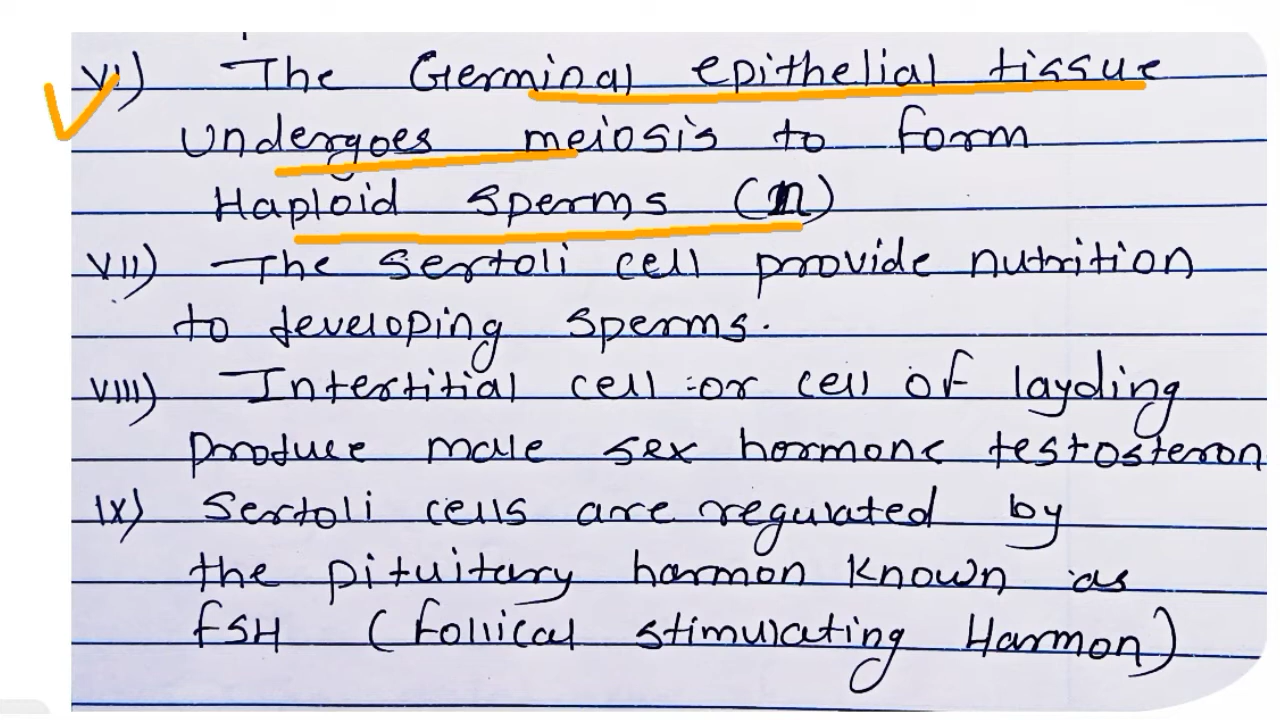 VI) The Germinal epithelial tissue
undergoes meiosis to form
Haploid sperms (n)
VII) The sertoli cell provide nutrition
to developing sperms.
VIII) Intertitial cell or cell of layding
produce male sex hormone testosteron
IX) Sertoli cells are regulated by
the pituitary harmon known as
FSH (follical stimulating Harmon)